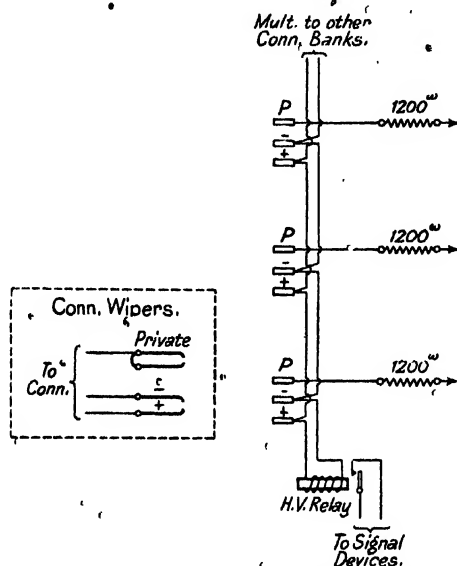 Mult. to other
Conn. Banks.
P
1200ω
-
+
P
1200ω
-
+
Conn. Wipers.
Private
To
Conn.
-
+
P
1200ω
-
+
H.V. Relay
To Signal
Devices.